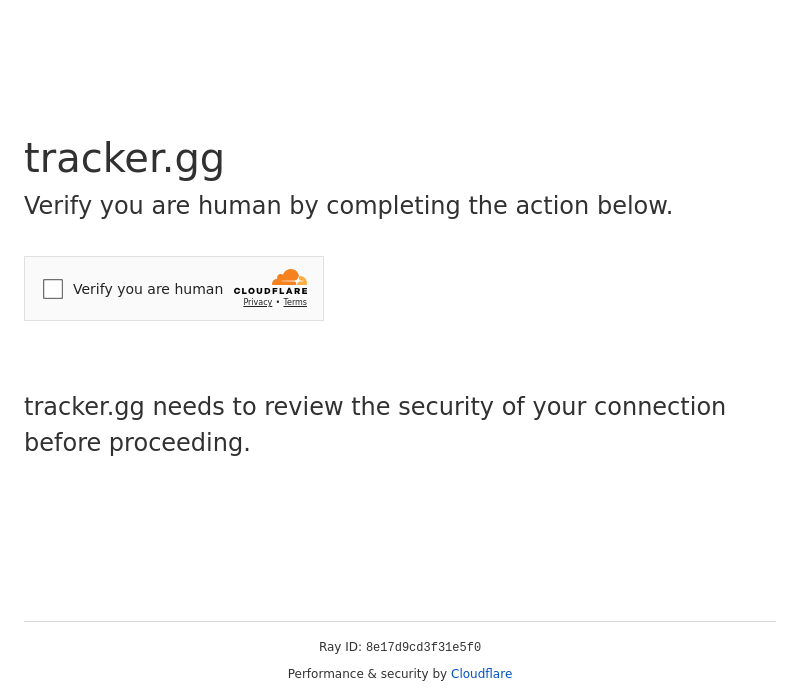 tracker.gg
Verify you are human by completing the action below.
Verify you are human
CLOUDFLARE
Privacy • Terms
tracker.gg needs to review the security of your connection
before proceeding.
Ray ID: 8e17d9cd3f31e5f0
Performance & security by Cloudflare